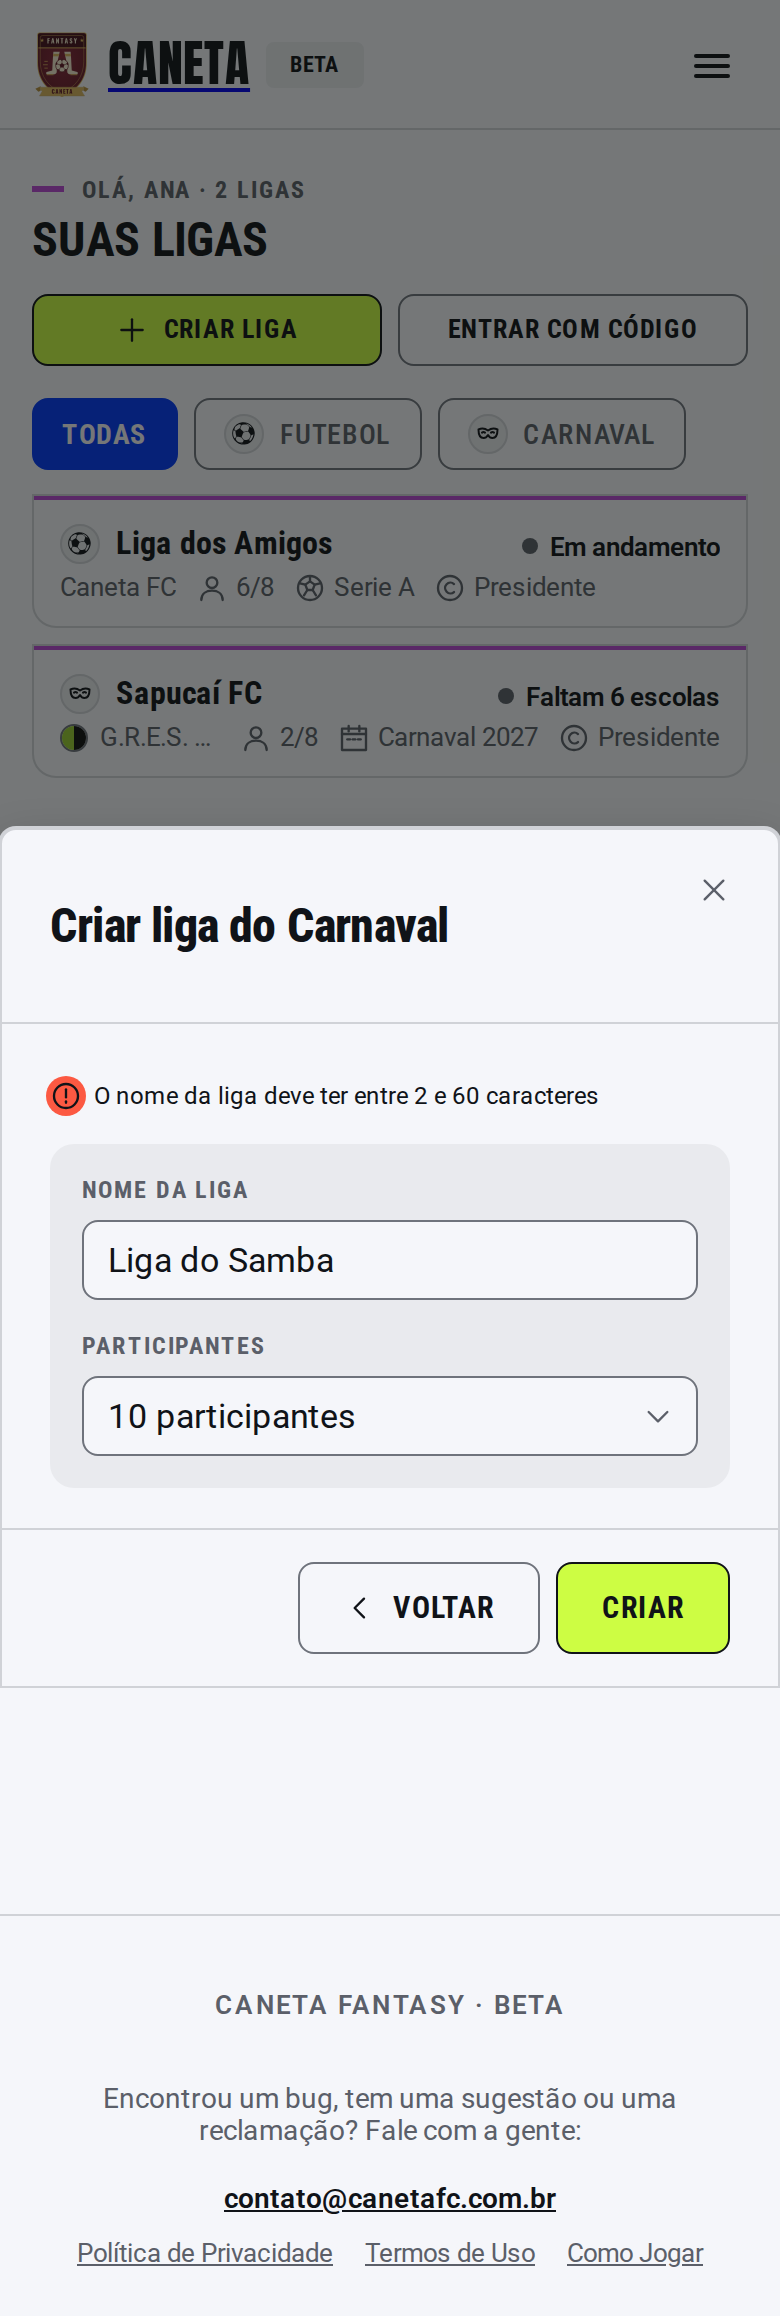 FANTASY
CANETA
CANETA
BETA
OLÁ, ANA · 2 LIGAS
SUAS LIGAS
CRIAR LIGA
ENTRAR COM CÓDIGO
TODAS
FUTEBOL
CARNAVAL
Liga dos Amigos
Em andamento
Caneta FC
6/8
Serie A
Presidente
Sapucaí FC
Faltam 6 escolas
G.R.E.S. ...
2/8
Carnaval 2027
Presidente
Criar liga do Carnaval
O nome da liga deve ter entre 2 e 60 caracteres
NOME DA LIGA
Liga do Samba
PARTICIPANTES
10 participantes
VOLTAR
CRIAR
CANETA FANTASY · BETA
Encontrou um bug, tem uma sugestão ou uma
reclamação? Fale com a gente:
contato@canetafc.com.br
Política de Privacidade
Termos de Uso
Como Jogar